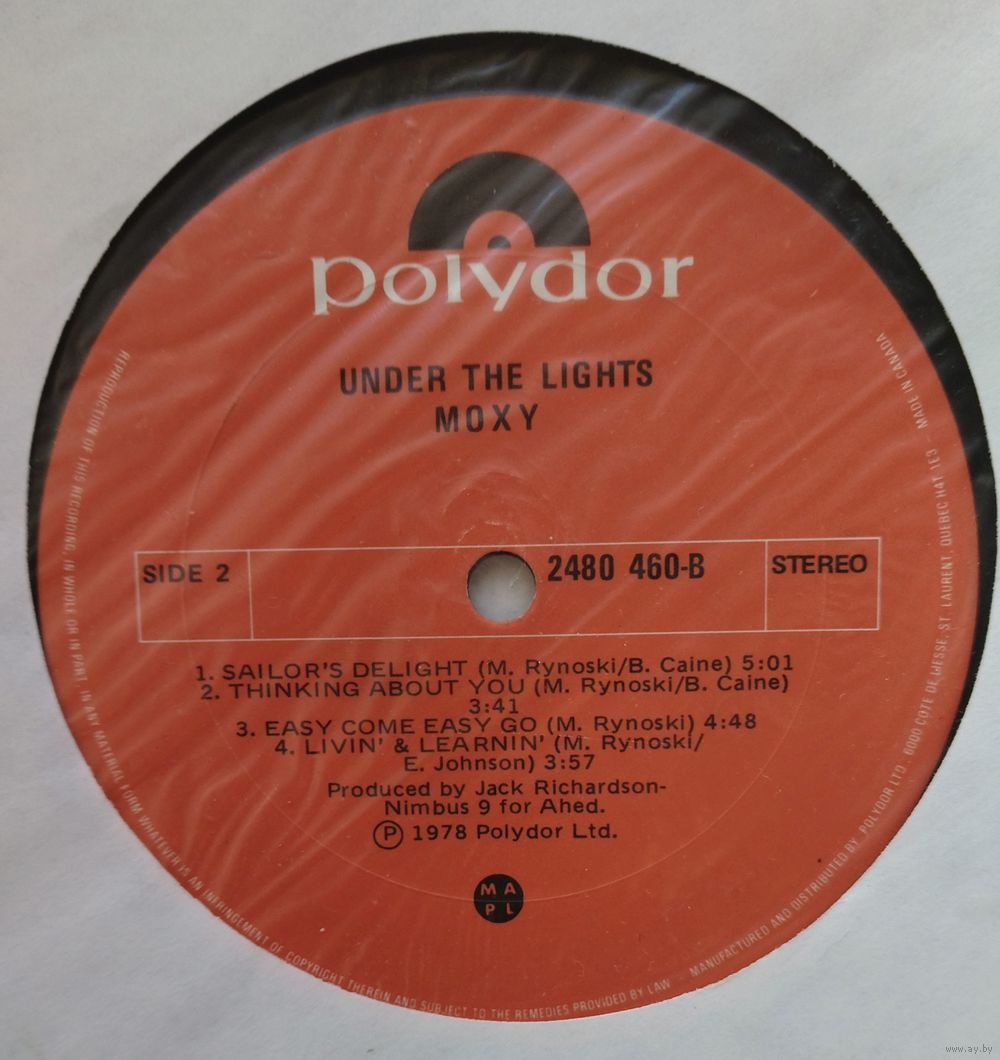 polydor
UNDER THE LIGHTS
MOXY
SIDE 2
2480 460-B
STEREO
1. SAILOR'S DELIGHT (M. Rynoski/B. Caine) 5:01
2. THINKING ABOUT YOU (M. Rynoski/B. Caine)
3:41
3. EASY COME EASY GO (M. Rynoski) 4:48
4. LIVIN' & LEARNIN' (M. Rynoski/
E. Johnson) 3:57
Produced by Jack Richardson-
Nimbus 9 for Ahed.
Ⓟ 1978 Polydor Ltd.
M A
P L
REPRODUCTION OF THIS RECORDING, IN WHOLE OR IN PART, IN ANY MATERIAL FORM WHATEVER IS AN INFRINGEMENT OF COPYRIGHT THEREIN AND SUBJECT TO THE REMEDIES PROVIDED BY LAW
MANUFACTURED AND DISTRIBUTED BY POLYDOR LTD. 6000 COTE DE LIESSE, ST. LAURENT, QUEBEC H4T 1E3 - MADE IN CANADA
www.ay.by